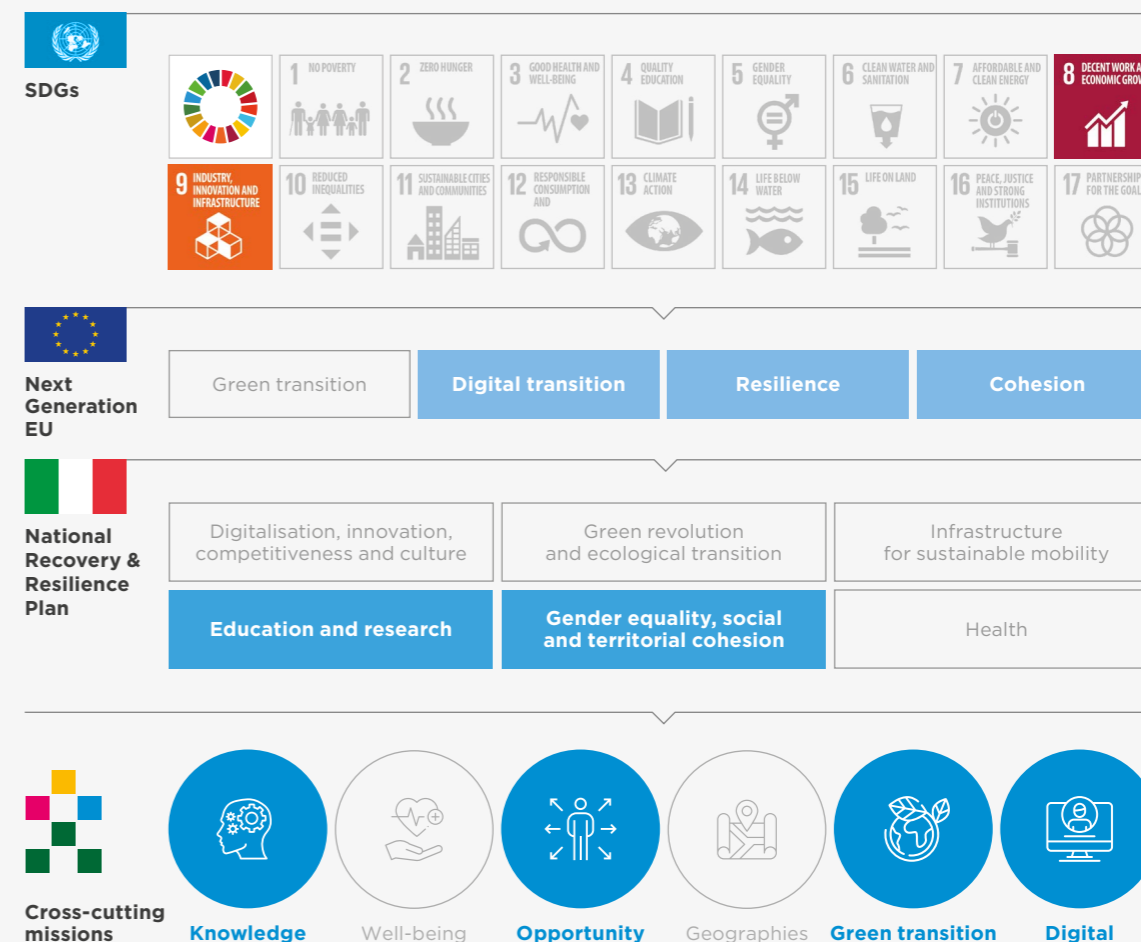 SDGs
1 NO POVERTY
2 ZERO HUNGER
3 GOOD HEALTH AND
WELL-BEING
4 QUALITY
EDUCATION
5 GENDER
EQUALITY
6 CLEAN WATER AND
SANITATION
7 AFFORDABLE AND
CLEAN ENERGY
8 DECENT WORK A
ECONOMIC GROW
9 INDUSTRY,
INNOVATION AND
INFRASTRUCTURE
10 REDUCED
INEQUALITIES
11 SUSTAINABLE CITIES
AND COMMUNITIES
12 RESPONSIBLE
CONSUMPTION
AND
13 CLIMATE
ACTION
14 LIFE BELOW
WATER
15 LIFE ON LAND
16 PEACE, JUSTICE
AND STRONG
INSTITUTIONS
17 PARTNERSHIP
FOR THE GOAL
Next
Generation
EU
Green transition
Digital transition
Resilience
Cohesion
National
Recovery &
Resilience
Plan
Digitalisation, innovation,
competitiveness and culture
Green revolution
and ecological transition
Infrastructure
for sustainable mobility
Education and research
Gender equality, social
and territorial cohesion
Health
Cross-cutting
missions
Knowledge
Well-being
Opportunity
Geographies
Green transition
Digital